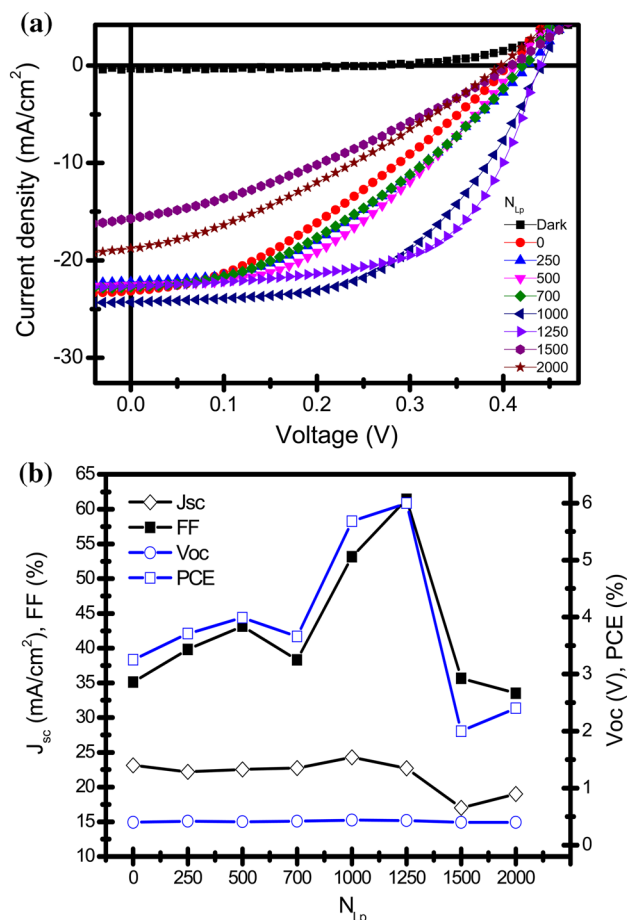 (a)
Current density (mA/cm²)
0
-10
-20
-30
0.0 0.1 0.2 0.3 0.4
Voltage (V)
N_Lp
Dark
0
250
500
700
1000
1250
1500
2000
(b)
J_sc (mA/cm²), FF (%)
65
60
55
50
45
40
35
30
25
20
15
10
Jsc
FF
Voc
PCE
6
5
4
3
2
1
0
Voc (V), PCE (%)
0 250 500 700 1000 1250 1500 2000
N_Lp